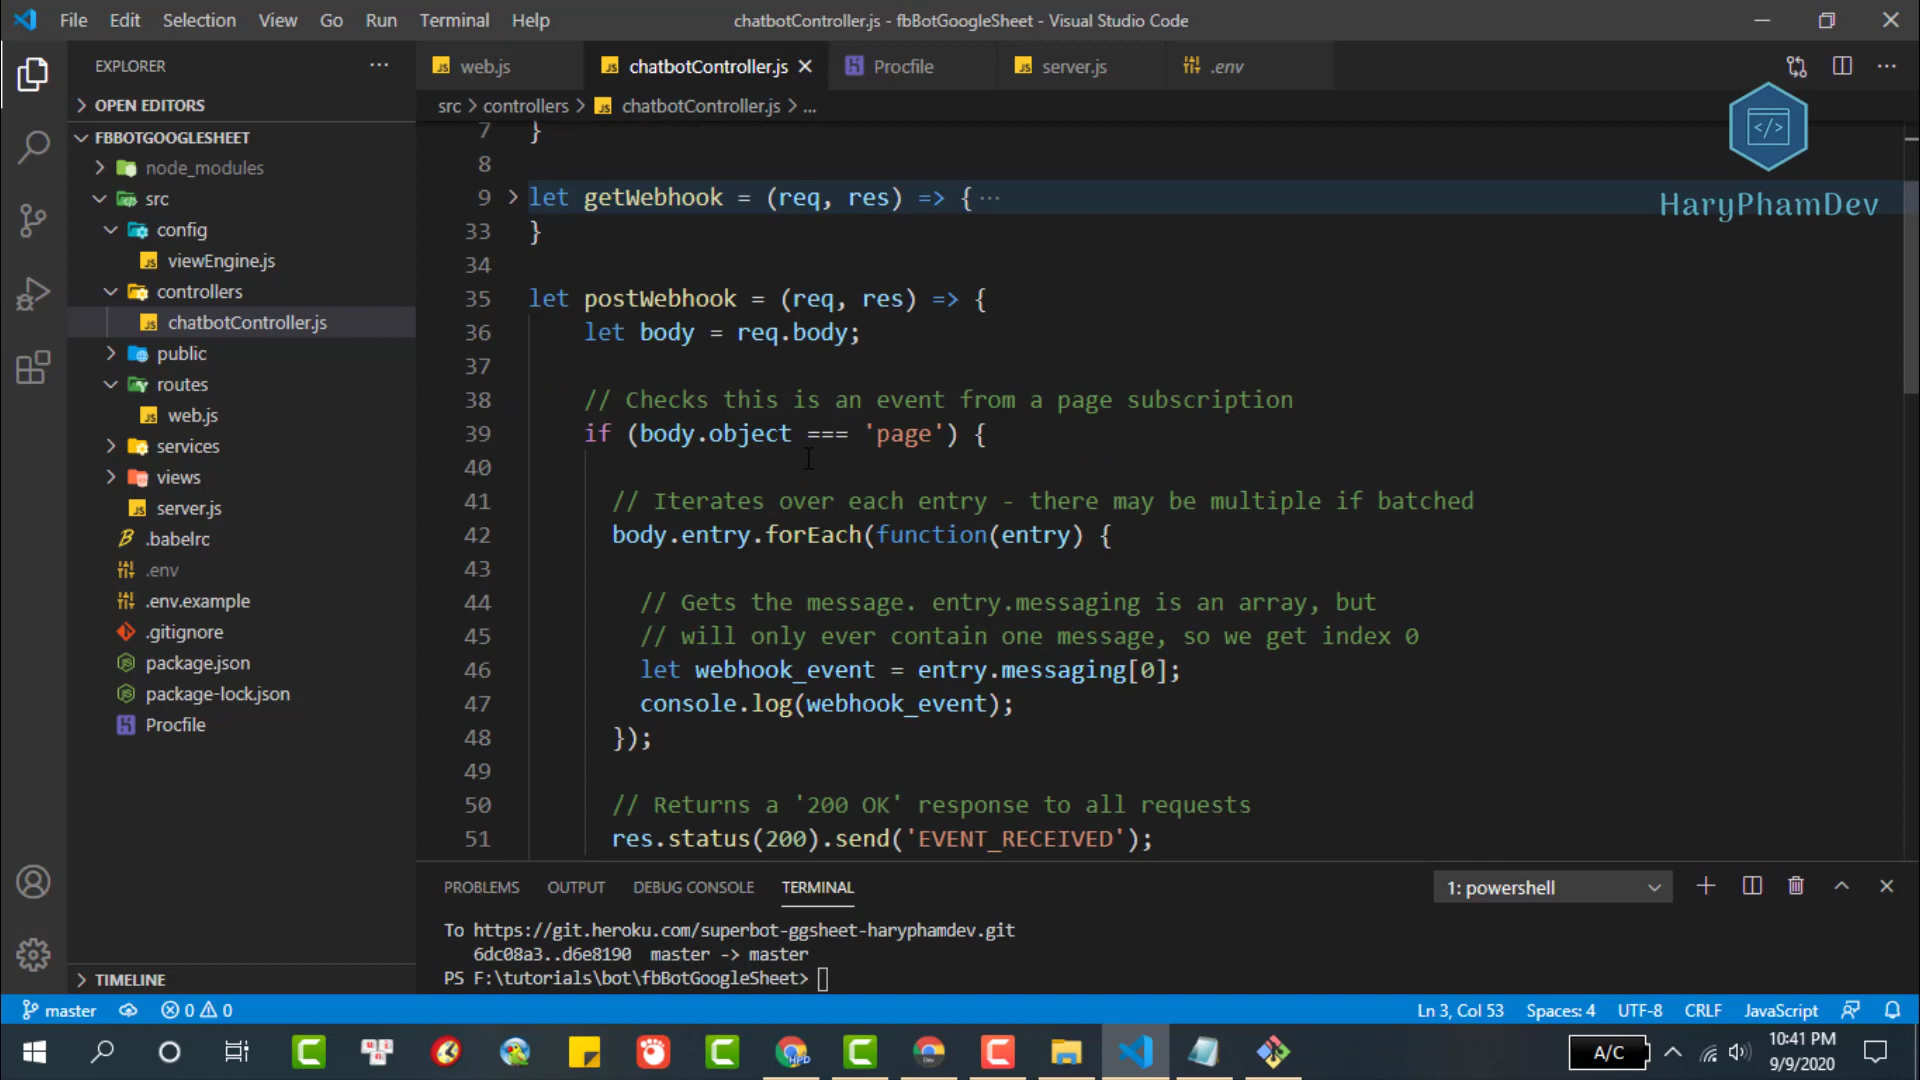 File Edit Selection View Go Run Terminal Help
chatbotController.js - fbBotGoogleSheet - Visual Studio Code
EXPLORER
OPEN EDITORS
FBBOTGOOGLESHEET
node_modules
src
config
viewEngine.js
controllers
chatbotController.js
public
routes
web.js
services
views
server.js
.babelrc
.env
.env.example
.gitignore
package.json
package-lock.json
Procfile
TIMELINE
web.js chatbotController.js Procfile server.js .env
src > controllers > chatbotController.js > ...
HaryPhamDev
7 }
8
9 let getWebhook = (req, res) => { ...
33 }
34
35 let postWebhook = (req, res) => {
36 let body = req.body;
37
38 // Checks this is an event from a page subscription
39 if (body.object === 'page') {
40
41 // Iterates over each entry - there may be multiple if batched
42 body.entry.forEach(function(entry) {
43
44 // Gets the message. entry.messaging is an array, but
45 // will only ever contain one message, so we get index 0
46 let webhook_event = entry.messaging[0];
47 console.log(webhook_event);
48 });
49
50 // Returns a '200 OK' response to all requests
51 res.status(200).send('EVENT_RECEIVED');
PROBLEMS OUTPUT DEBUG CONSOLE TERMINAL
1: powershell
To https://git.heroku.com/superbot-ggsheet-haryphamdev.git
6dc08a3..d6e8190 master -> master
PS F:\tutorials\bot\fbBotGoogleSheet>
master 0 0
Ln 3, Col 53 Spaces: 4 UTF-8 CRLF JavaScript
A/C
10:41 PM
9/9/2020